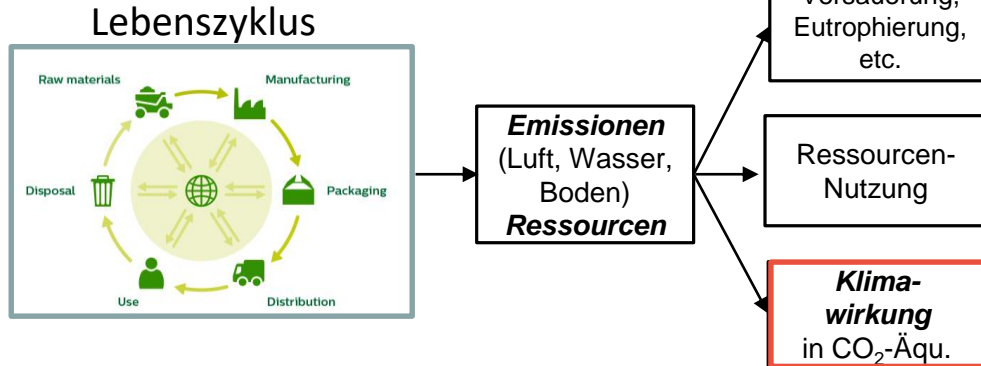 Lebenszyklus
Raw materials
Manufacturing
Disposal
Packaging
Use
Distribution
Emissionen
(Luft, Wasser,
Boden)
Ressourcen
Versauerung,
Eutrophierung,
etc.
Ressourcen-
Nutzung
Klima-
wirkung
in CO₂-Äqu.